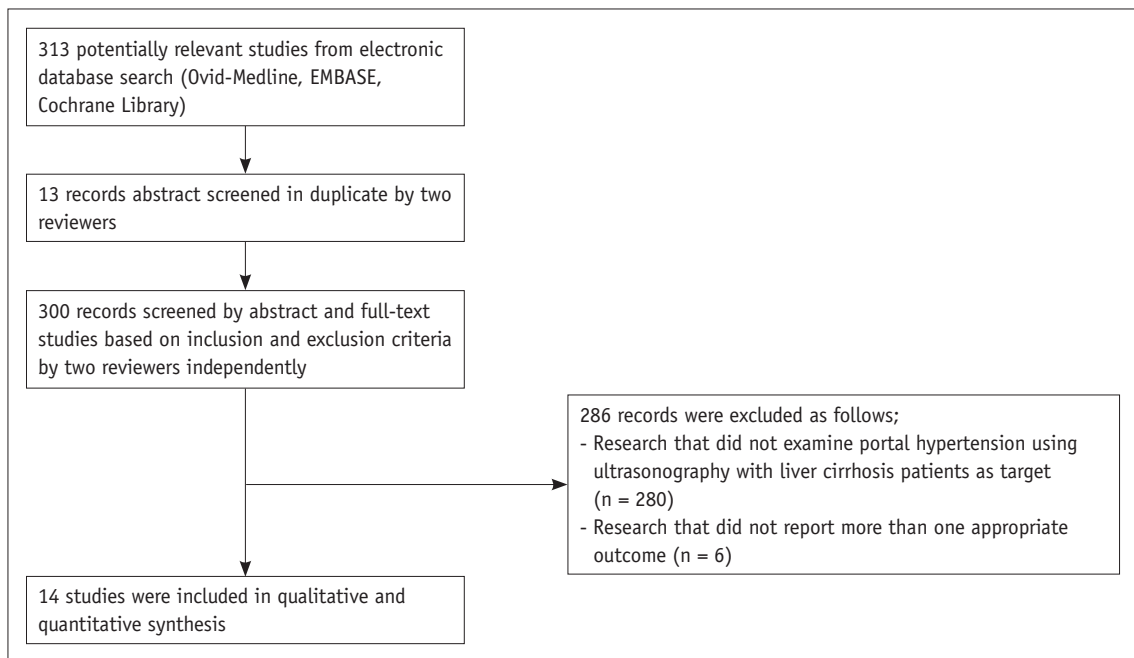 313 potentially relevant studies from electronic
database search (Ovid-Medline, EMBASE,
Cochrane Library)
13 records abstract screened in duplicate by two
reviewers
300 records screened by abstract and full-text
studies based on inclusion and exclusion criteria
by two reviewers independently
286 records were excluded as follows;
- Research that did not examine portal hypertension using
ultrasonography with liver cirrhosis patients as target
(n = 280)
- Research that did not report more than one appropriate
outcome (n = 6)
14 studies were included in qualitative and
quantitative synthesis